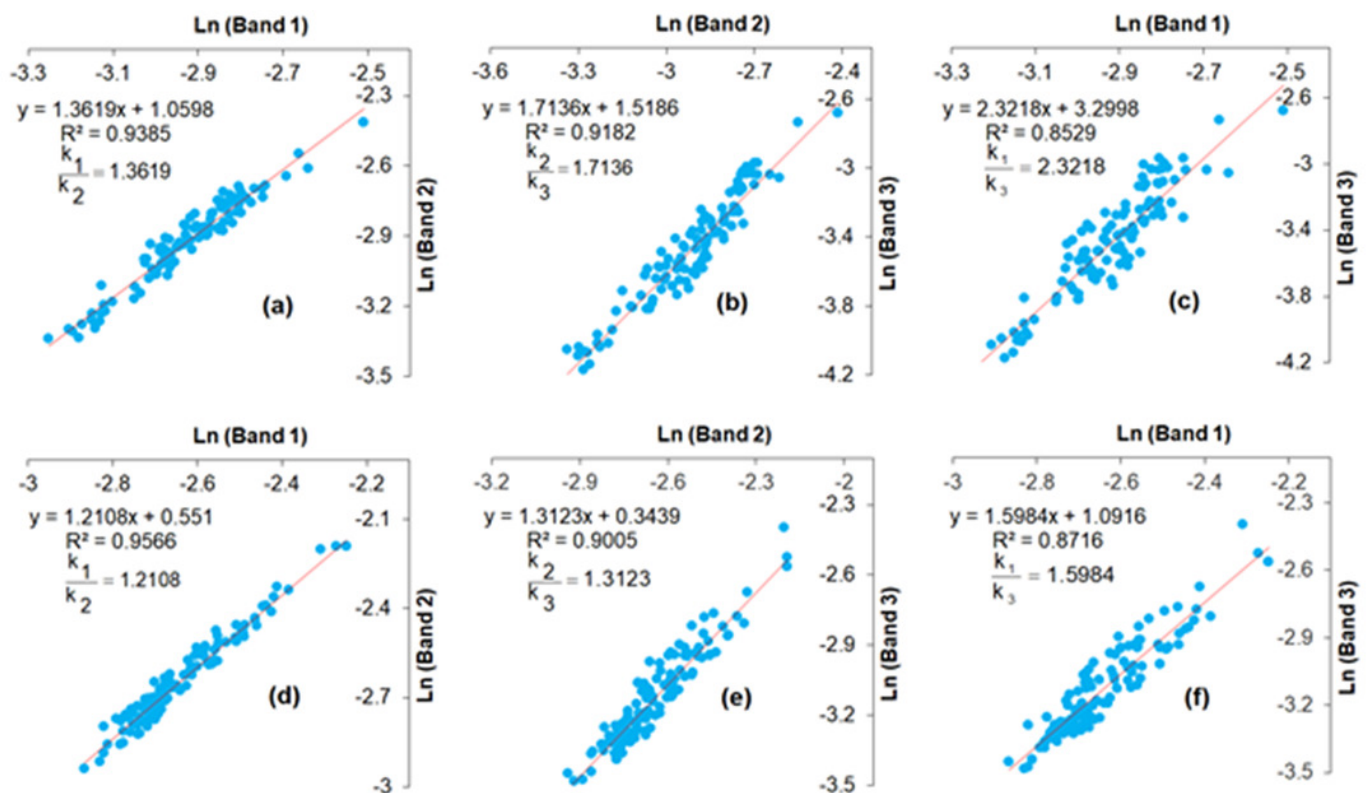 Ln (Band 1)
-3.3 -3.1 -2.9 -2.7 -2.5
y = 1.3619x + 1.0598
R² = 0.9385
k1
k2
= 1.3619
-2.3
-2.6
-2.9
-3.2
-3.5
Ln (Band 2)
(a)
Ln (Band 2)
-3.6 -3.3 -3 -2.7 -2.4
y = 1.7136x + 1.5186
R² = 0.9182
k2
k3
= 1.7136
-2.6
-3
-3.4
-3.8
-4.2
Ln (Band 3)
(b)
Ln (Band 1)
-3.3 -3.1 -2.9 -2.7 -2.5
y = 2.3218x + 3.2998
R² = 0.8529
k1
k3
= 2.3218
-2.6
-3
-3.4
-3.8
-4.2
Ln (Band 3)
(c)
Ln (Band 1)
-3 -2.8 -2.6 -2.4 -2.2
y = 1.2108x + 0.551
R² = 0.9566
k1
k2
= 1.2108
-2.1
-2.4
-2.7
-3
Ln (Band 2)
(d)
Ln (Band 2)
-3.2 -2.9 -2.6 -2.3 -2
y = 1.3123x + 0.3439
R² = 0.9005
k2
k3
= 1.3123
-2.3
-2.6
-2.9
-3.2
-3.5
Ln (Band 3)
(e)
Ln (Band 1)
-3 -2.8 -2.6 -2.4 -2.2
y = 1.5984x + 1.0916
R² = 0.8716
k1
k3
= 1.5984
-2.3
-2.6
-2.9
-3.2
-3.5
Ln (Band 3)
(f)